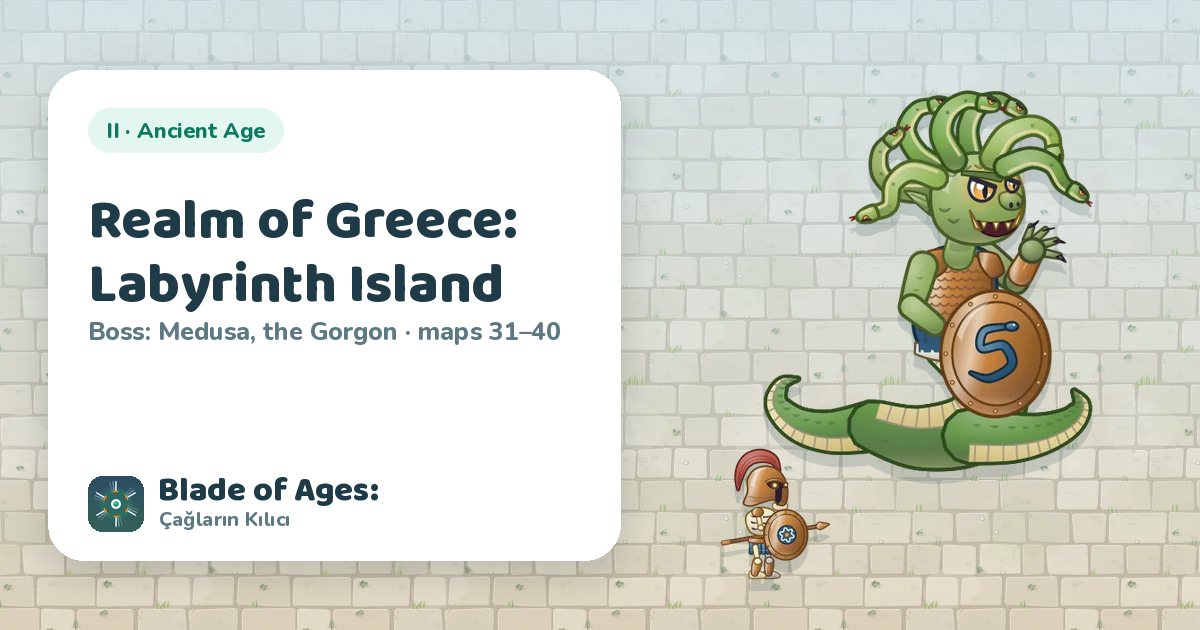 II · Ancient Age
Realm of Greece:
Labyrinth Island
Boss: Medusa, the Gorgon · maps 31–40
Blade of Ages:
Çağların Kılıcı